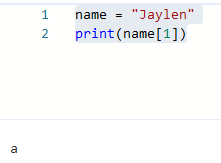 1 name = "Jaylen"
2 print(name[1])
a